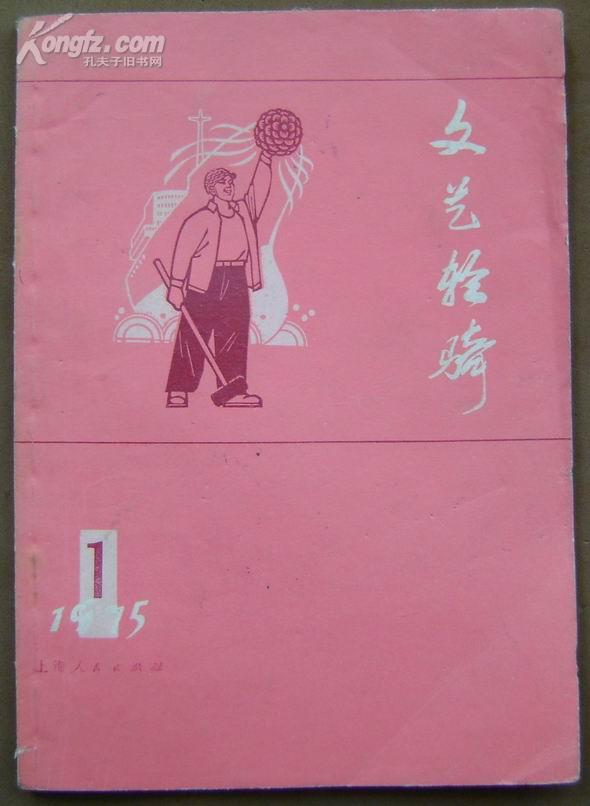 Kongfz.com
孔夫子旧书网
文艺轻骑
1
1975
上海人民出版社